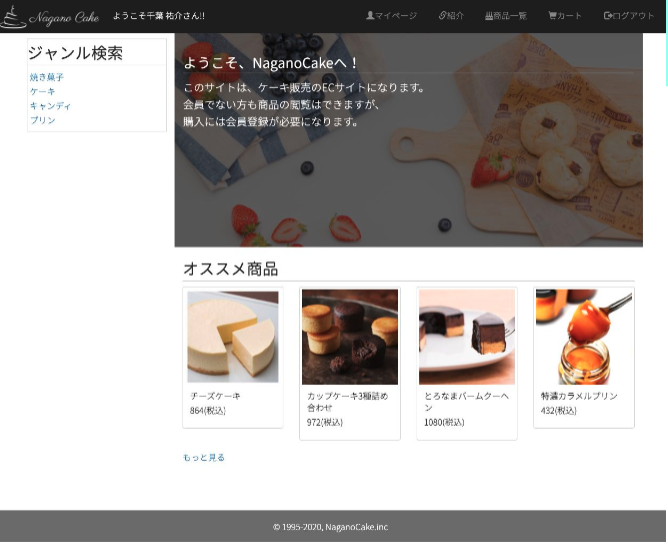 Nagano Cake
ようこそ千葉 祐介さん!!
マイページ
紹介
商品一覧
カート
ログアウト
ジャンル検索
焼き菓子
ケーキ
キャンディ
プリン
ようこそ、NaganoCakeへ！
このサイトは、ケーキ販売のECサイトになります。
会員でない方も商品の閲覧はできますが、
購入には会員登録が必要になります。
オススメ商品
チーズケーキ
864(税込)
カップケーキ3種詰め
合わせ
972(税込)
とろなまバームクーヘ
ン
1080(税込)
特濃カラメルプリン
432(税込)
もっと見る
© 1995-2020, NaganoCake.inc